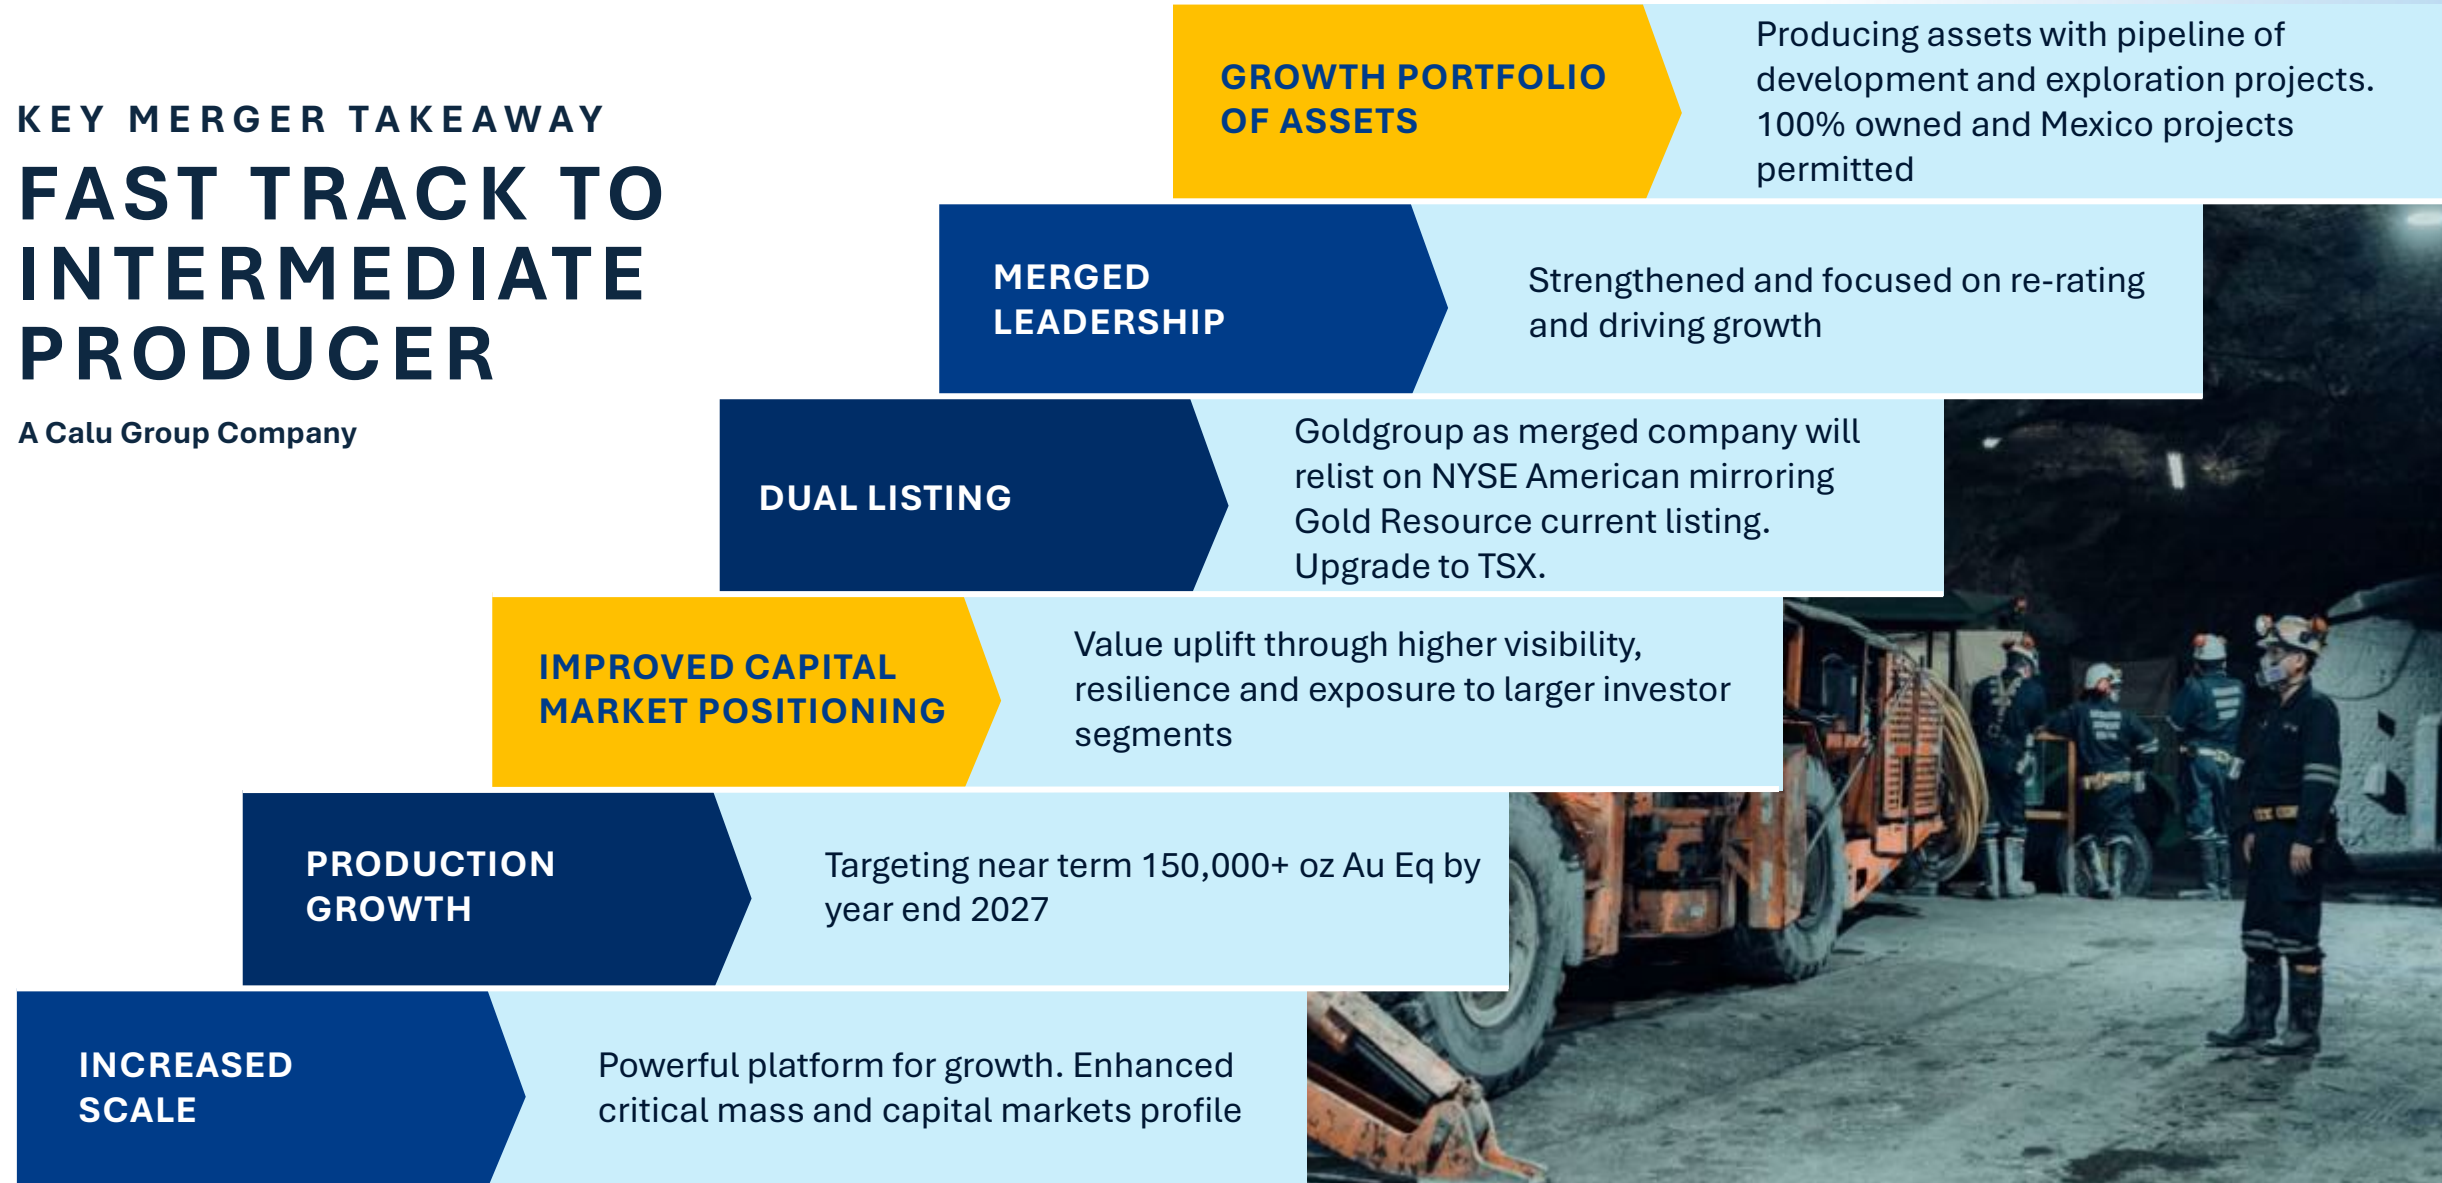 KEY MERGER TAKEAWAY
FAST TRACK TO
INTERMEDIATE
PRODUCER
A Calu Group Company
GROWTH PORTFOLIO
OF ASSETS
Producing assets with pipeline of
development and exploration projects.
100% owned and Mexico projects
permitted
MERGED
LEADERSHIP
Strengthened and focused on re-rating
and driving growth
DUAL LISTING
Goldgroup as merged company will
relist on NYSE American mirroring
Gold Resource current listing.
Upgrade to TSX.
IMPROVED CAPITAL
MARKET POSITIONING
Value uplift through higher visibility,
resilience and exposure to larger investor
segments
PRODUCTION
GROWTH
Targeting near term 150,000+ oz Au Eq by
year end 2027
INCREASED
SCALE
Powerful platform for growth. Enhanced
critical mass and capital markets profile